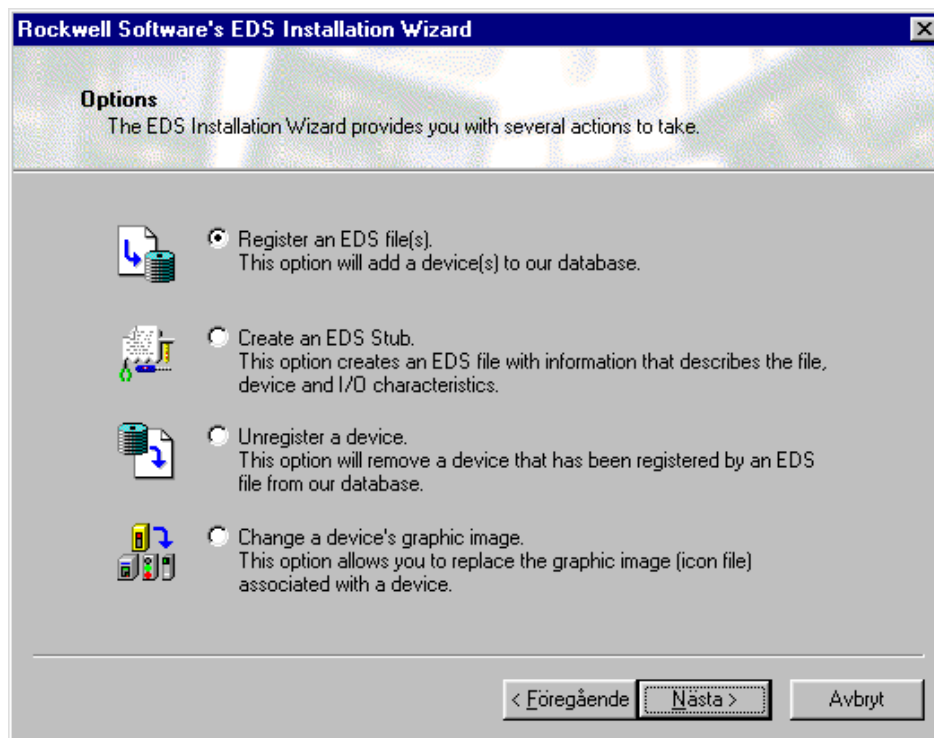 Rockwell Software's EDS Installation Wizard
Options
The EDS Installation Wizard provides you with several actions to take.
Register an EDS file(s).
This option will add a device(s) to our database.
Create an EDS Stub.
This option creates an EDS file with information that describes the file,
device and I/O characteristics.
Unregister a device.
This option will remove a device that has been registered by an EDS
file from our database.
Change a device's graphic image.
This option allows you to replace the graphic image (icon file)
associated with a device.
< Föregående Nästa > Avbryt